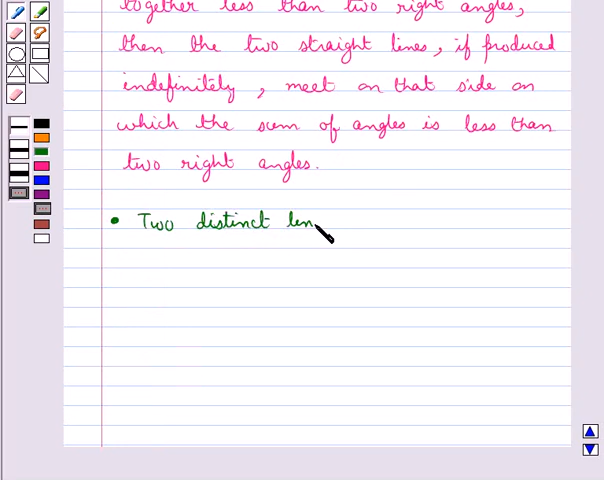 together less than two right angles,
then the two straight lines, if produced
indefinitely, meet on that side on
which the sum of angles is less than
two right angles.
• Two distinct lin